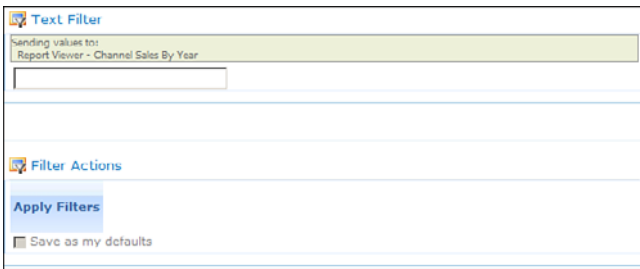 Text Filter
Sending values to:
Report Viewer - Channel Sales By Year
Filter Actions
Apply Filters
Save as my defaults